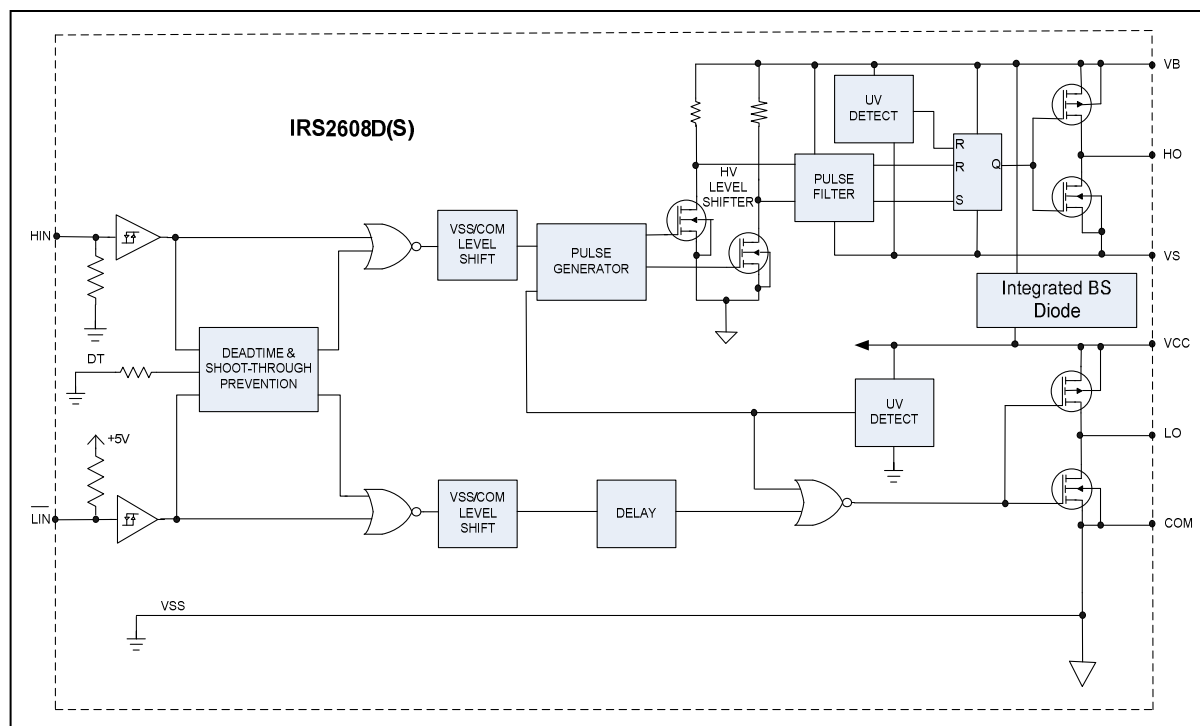 IRS2608D(S)
VB
UV
DETECT
R
R
S
Q
HO
PULSE
FILTER
HV
LEVEL
SHIFTER
HIN
VSS/COM
LEVEL
SHIFT
PULSE
GENERATOR
VS
Integrated BS
Diode
DT
DEADTIME &
SHOOT-THROUGH
PREVENTION
VCC
UV
DETECT
+5V
LO
LIN
VSS/COM
LEVEL
SHIFT
DELAY
COM
VSS